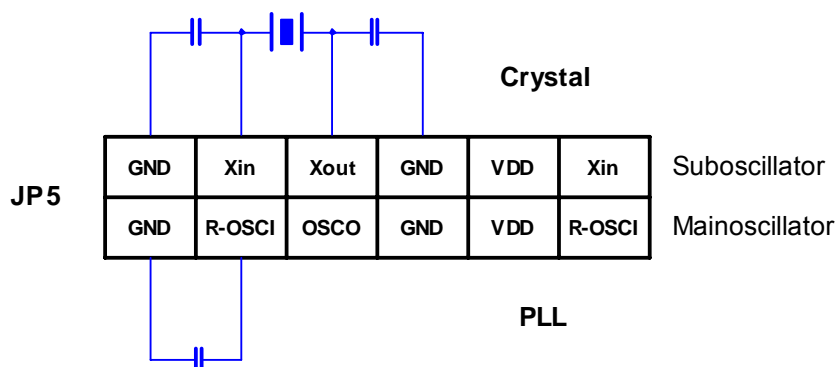 Crystal
GND Xin Xout GND VDD Xin Suboscillator
JP5
GND R-OSCI OSCO GND VDD R-OSCI Mainoscillator
PLL